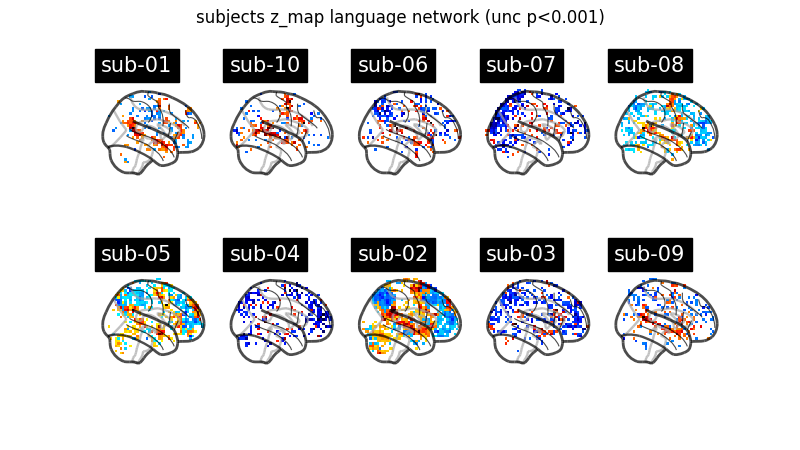 subjects z_map language network (unc p<0.001)
sub-01 sub-10 sub-06 sub-07 sub-08
sub-05 sub-04 sub-02 sub-03 sub-09